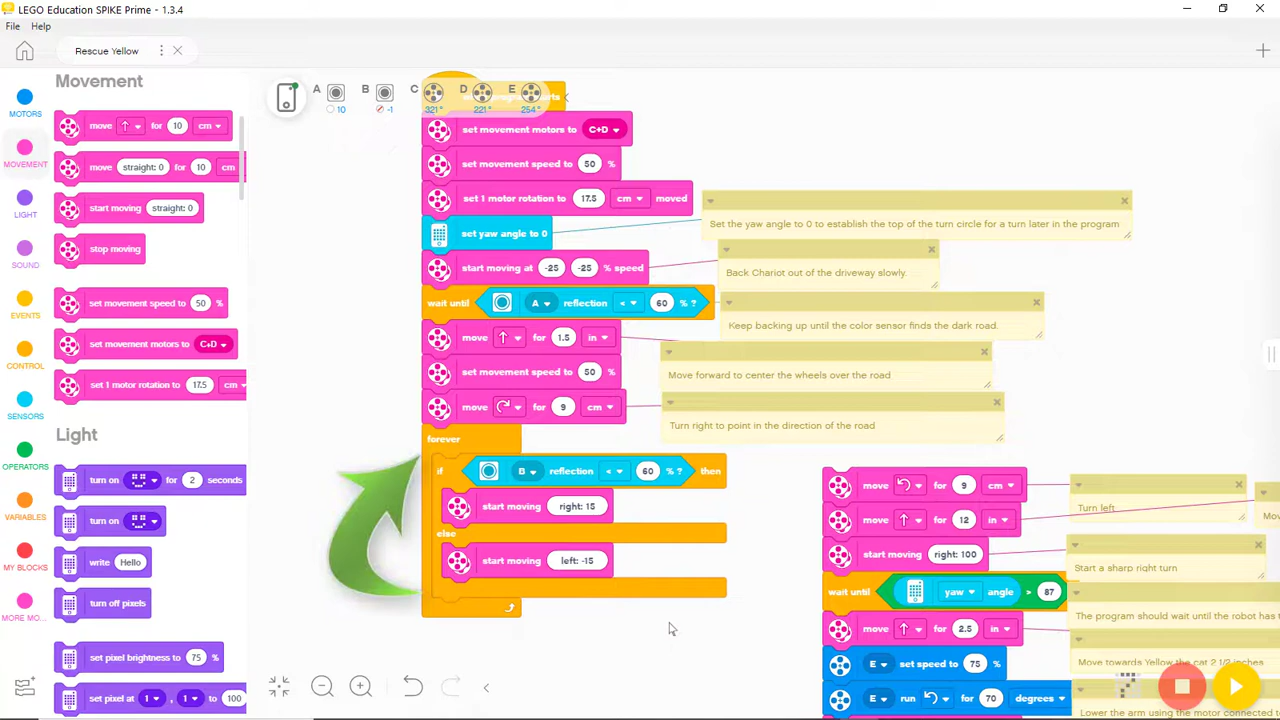 LEGO Education SPIKE Prime - 1.3.4
File Help
Rescue Yellow
MOTORS
MOVEMENT
LIGHT
SOUND
EVENTS
CONTROL
SENSORS
OPERATORS
VARIABLES
MY BLOCKS
MORE MO...
Movement
move for 10 cm
move straight: 0 for 10 cm
start moving straight: 0
stop moving
set movement speed to 50 %
set movement motors to C+D
set 1 motor rotation to 17.5 cm
Light
turn on for 2 seconds
turn on
write Hello
turn off pixels
set pixel brightness to 75 %
set pixel at 1 , 1 to 100
A B C D E
10 -1 321° 221° 254°
set movement motors to C+D
set movement speed to 50 %
set 1 motor rotation to 17.5 cm moved
set yaw angle to 0
start moving at -25 -25 % speed
wait until A reflection < 60 % ?
move for 1.5 in
set movement speed to 50 %
move for 9 cm
forever
if B reflection < 60 % ? then
start moving right: 15
else
start moving left: -15
Set the yaw angle to 0 to establish the top of the turn circle for a turn later in the program
Back Chariot out of the driveway slowly.
Keep backing up until the color sensor finds the dark road.
Move forward to center the wheels over the road
Turn right to point in the direction of the road
move for 9 cm
move for 12 in
start moving right: 100
wait until yaw angle > 87
move for 2.5 in
E set speed to 75 %
E run for 70 degrees
Turn left
Start a sharp right turn
The program should wait until the robot has t
Move towards Yellow the cat 2 1/2 inches
Lower the arm using the motor connected to